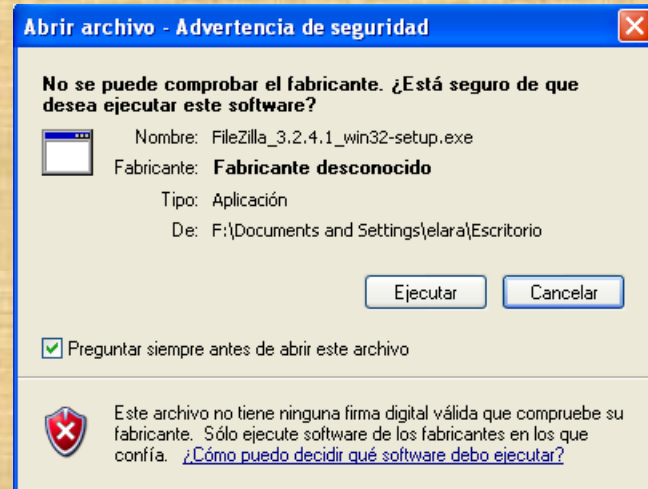 Abrir archivo - Advertencia de seguridad
No se puede comprobar el fabricante. ¿Está seguro de que
desea ejecutar este software?
Nombre: FileZilla_3.2.4.1_win32-setup.exe
Fabricante: Fabricante desconocido
Tipo: Aplicación
De: F:\Documents and Settings\elara\Escritorio
Ejecutar Cancelar
Preguntar siempre antes de abrir este archivo
Este archivo no tiene ninguna firma digital válida que compruebe su
fabricante. Sólo ejecute software de los fabricantes en los que
confía. ¿Cómo puedo decidir qué software debo ejecutar?